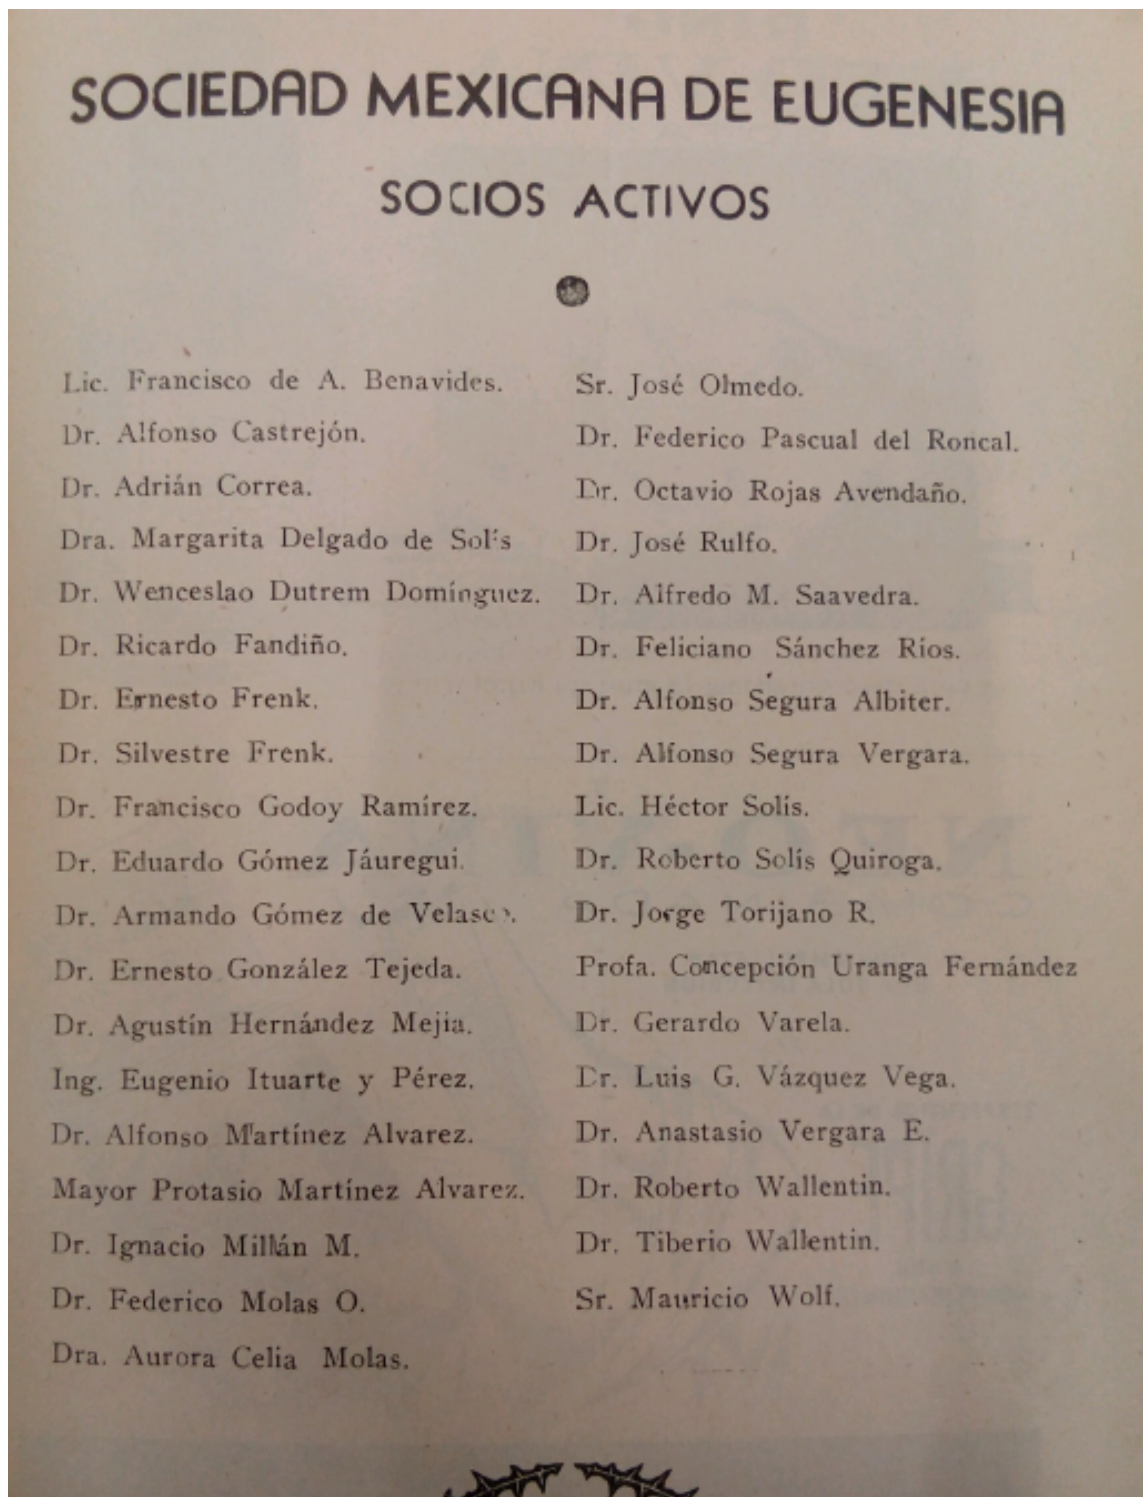 SOCIEDAD MEXICANA DE EUGENESIA
SOCIOS ACTIVOS
Lic. Francisco de A. Benavides.
Dr. Alfonso Castrejón.
Dr. Adrián Correa.
Dra. Margarita Delgado de Solís
Dr. Wenceslao Dutrem Domínguez.
Dr. Ricardo Fandiño.
Dr. Ernesto Frenk.
Dr. Silvestre Frenk.
Dr. Francisco Godoy Ramírez.
Dr. Eduardo Gómez Jáuregui.
Dr. Armando Gómez de Velasco.
Dr. Ernesto González Tejeda.
Dr. Agustín Hernández Mejia.
Ing. Eugenio Ituarte y Pérez.
Dr. Alfonso Martínez Alvarez.
Mayor Protasio Martínez Alvarez.
Dr. Ignacio Millán M.
Dr. Federico Molas O.
Dra. Aurora Celia Molas.
Sr. José Olmedo.
Dr. Federico Pascual del Roncal.
Dr. Octavio Rojas Avendaño.
Dr. José Rulfo.
Dr. Alfredo M. Saavedra.
Dr. Feliciano Sánchez Ríos.
Dr. Alfonso Segura Albiter.
Dr. Alfonso Segura Vergara.
Lic. Héctor Solís.
Dr. Roberto Solís Quiroga.
Dr. Jorge Torijano R.
Profa. Concepción Uranga Fernández
Dr. Gerardo Varela.
Dr. Luis G. Vázquez Vega.
Dr. Anastasio Vergara E.
Dr. Roberto Wallentin.
Dr. Tiberio Wallentin.
Sr. Mauricio Wolf.